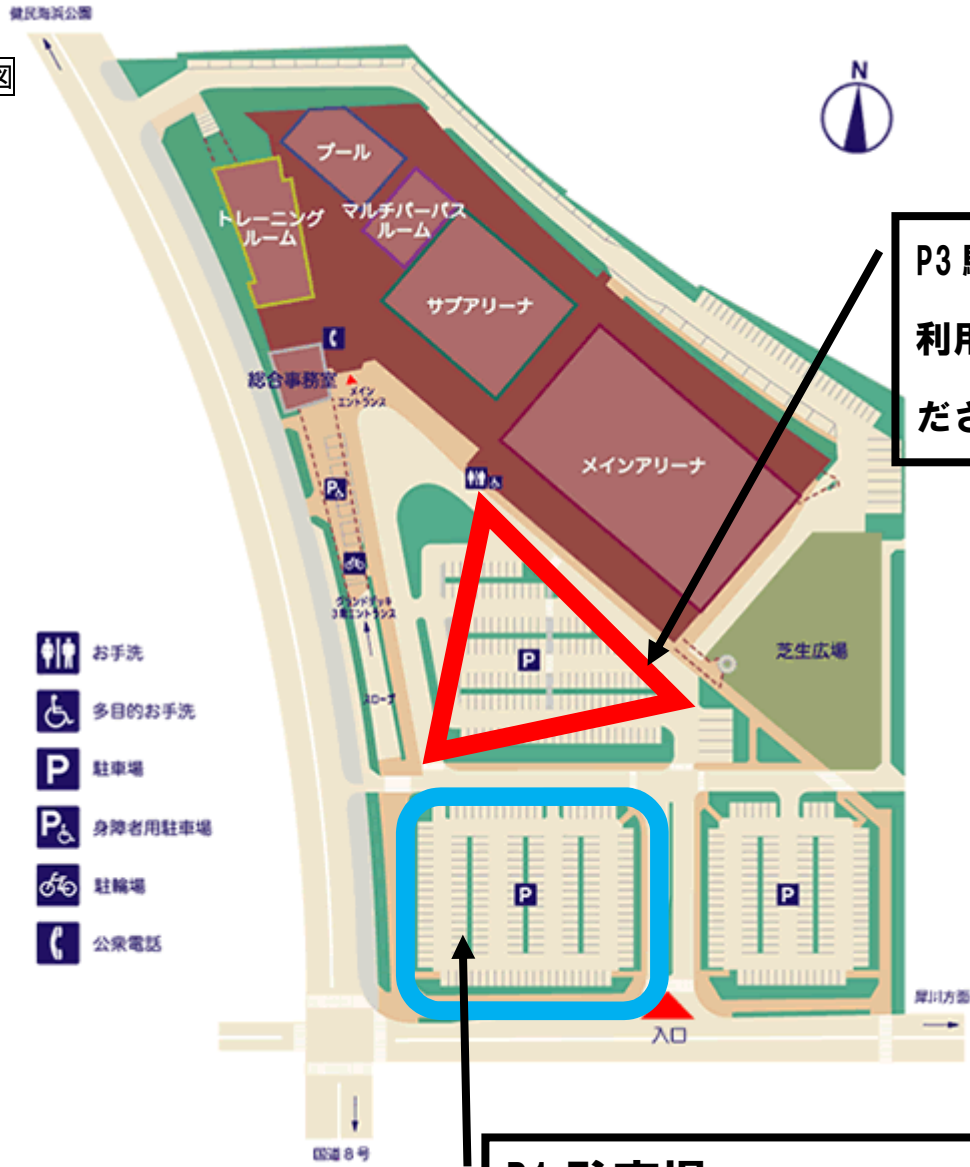 健民海浜公園
図
N
プール
トレーニング
ルーム
マルチパーパス
ルーム
サブアリーナ
P3
利用
ださ
総合事務室
メイン
エントランス
メインアリーナ
P
グランドデッキ
3階エントランス
スロープ
P
芝生広場
お手洗
多目的お手洗
P 駐車場
P 身障者用駐車場
駐輪場
公衆電話
P
P
犀川方面
入口
国道8号
P1 駐車場